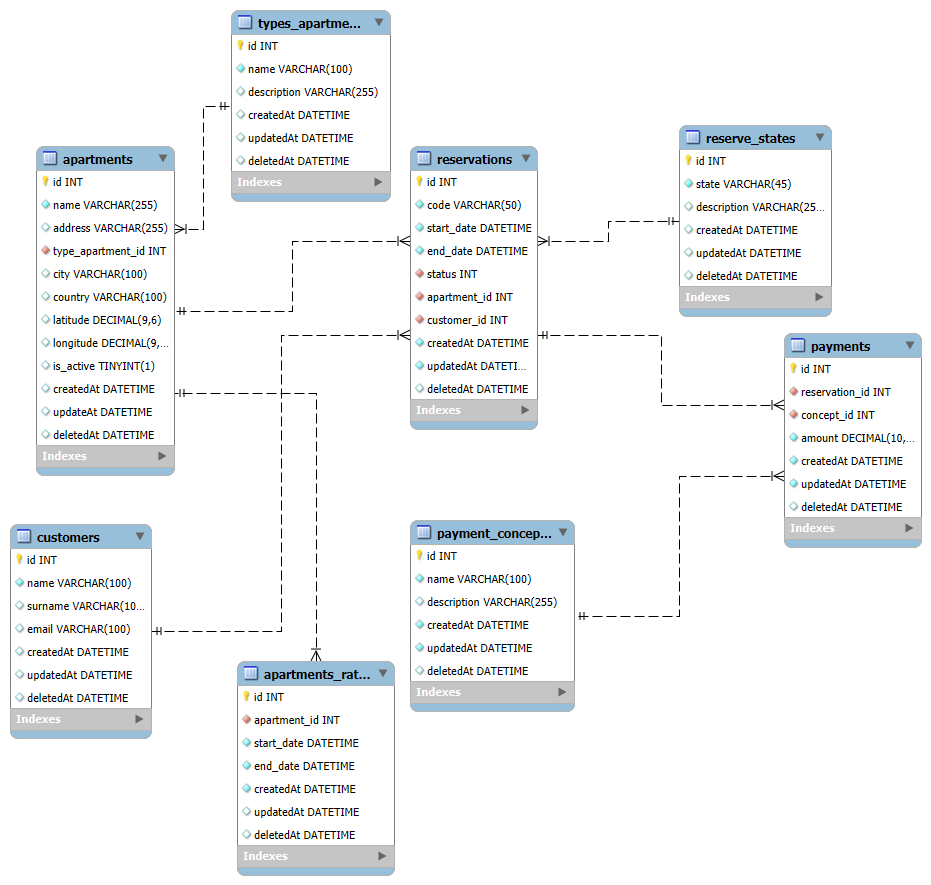 types_apartme...
id INT
name VARCHAR(100)
description VARCHAR(255)
createdAt DATETIME
updatedAt DATETIME
deletedAt DATETIME
Indexes
apartments
id INT
name VARCHAR(255)
address VARCHAR(255)
type_apartment_id INT
city VARCHAR(100)
country VARCHAR(100)
latitude DECIMAL(9,6)
longitude DECIMAL(9,...
is_active TINYINT(1)
createdAt DATETIME
updateAt DATETIME
deletedAt DATETIME
Indexes
reservations
id INT
code VARCHAR(50)
start_date DATETIME
end_date DATETIME
status INT
apartment_id INT
customer_id INT
createdAt DATETIME
updatedAt DATETI...
deletedAt DATETIME
Indexes
reserve_states
id INT
state VARCHAR(45)
description VARCHAR(25...
createdAt DATETIME
updatedAt DATETIME
deletedAt DATETIME
Indexes
payments
id INT
reservation_id INT
concept_id INT
amount DECIMAL(10,...
createdAt DATETIME
updatedAt DATETIME
deletedAt DATETIME
Indexes
customers
id INT
name VARCHAR(100)
surname VARCHAR(10...
email VARCHAR(100)
createdAt DATETIME
updatedAt DATETIME
deletedAt DATETIME
Indexes
payment_concep...
id INT
name VARCHAR(100)
description VARCHAR(255)
createdAt DATETIME
updatedAt DATETIME
deletedAt DATETIME
Indexes
apartments_rat...
id INT
apartment_id INT
start_date DATETIME
end_date DATETIME
createdAt DATETIME
updatedAt DATETIME
deletedAt DATETIME
Indexes